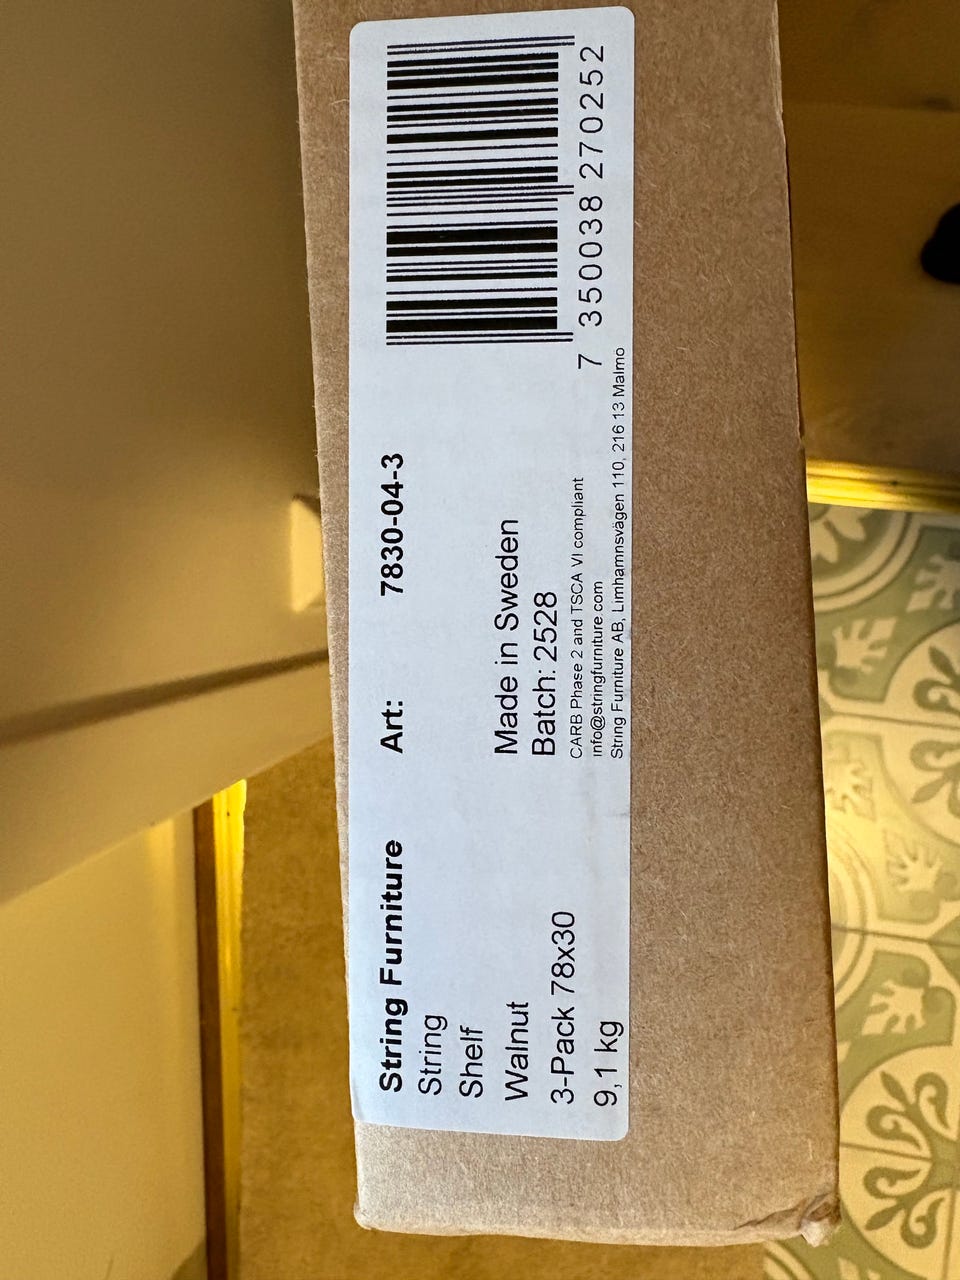 String Furniture
String
Shelf
Walnut
3-Pack 78x30
9,1 kg
Art: 7830-04-3
Made in Sweden
Batch: 2528
CARB Phase 2 and TSCA VI compliant
info@stringfurniture.com
String Furniture AB, Limhamnsvägen 110, 216 13 Malmö
7 350038 270252